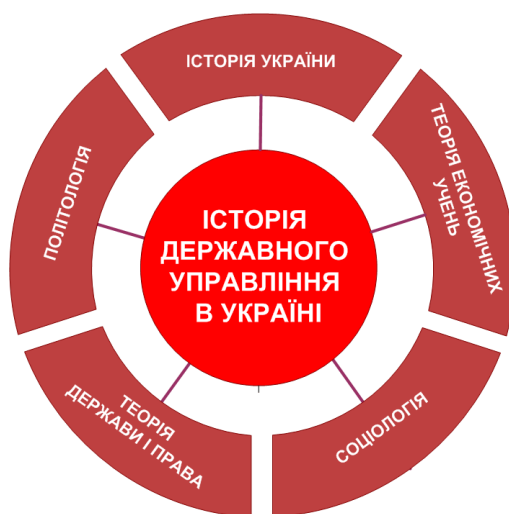 ІСТОРІЯ УКРАЇНИ
ТЕОРІЯ ЕКОНОМІЧНИХ
УЧЕНЬ
СОЦІОЛОГІЯ
ТЕОРІЯ
ДЕРЖАВИ І ПРАВА
ПОЛІТОЛОГІЯ
ІСТОРІЯ
ДЕРЖАВНОГО
УПРАВЛІННЯ
В УКРАЇНІ